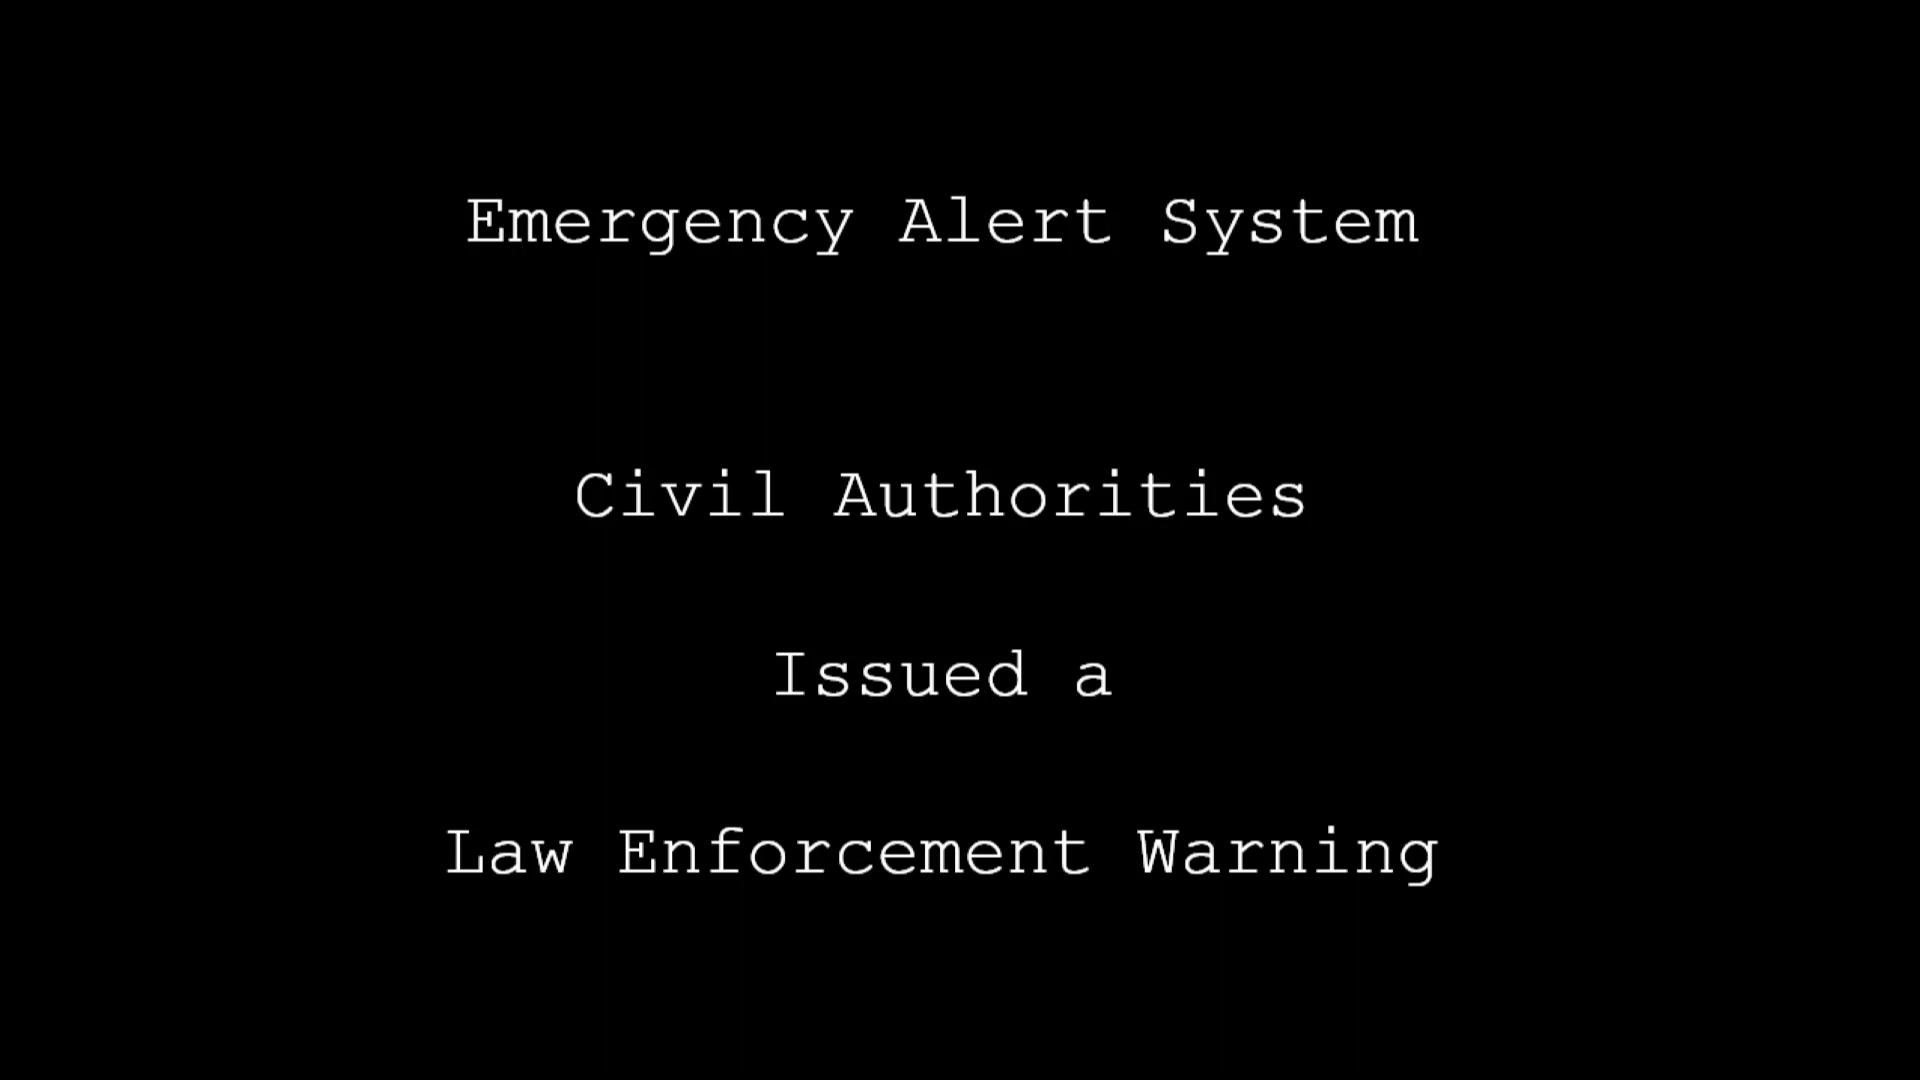 Emergency Alert System
Civil Authorities
Issued a
Law Enforcement Warning